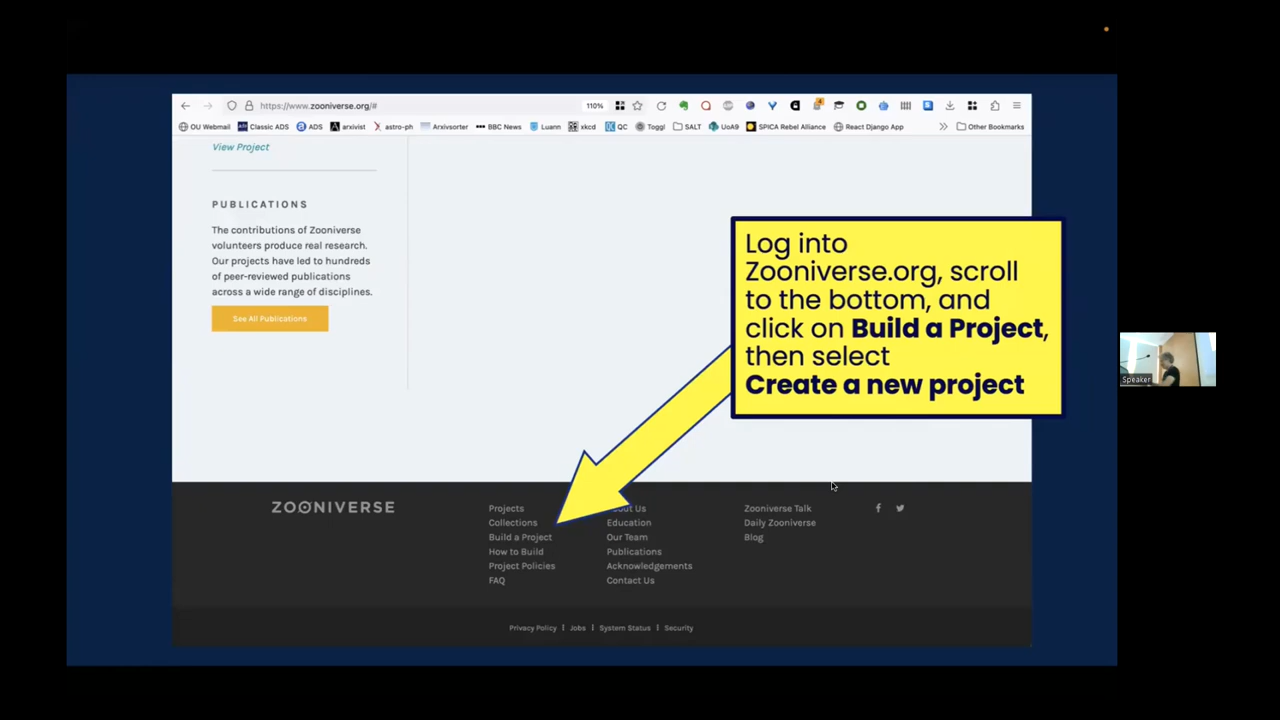 https://www.zooniverse.org/#
110%
OU Webmail
Classic ADS
ADS
arxivist
astro-ph
Arxivsorter
BBC News
Luann
xkcd
QC
Toggl
SALT
UoA9
SPICA Rebel Alliance
React Django App
Other Bookmarks
View Project
PUBLICATIONS
The contributions of Zooniverse
volunteers produce real research.
Our projects have led to hundreds
of peer-reviewed publications
across a wide range of disciplines.
See All Publications
Log into
Zooniverse.org, scroll
to the bottom, and
click on Build a Project,
then select
Create a new project
Speaker
ZOONIVERSE
Projects
Collections
Build a Project
How to Build
Project Policies
FAQ
Us
Education
Our Team
Publications
Acknowledgements
Contact Us
Zooniverse Talk
Daily Zooniverse
Blog
Privacy Policy
Jobs
System Status
Security